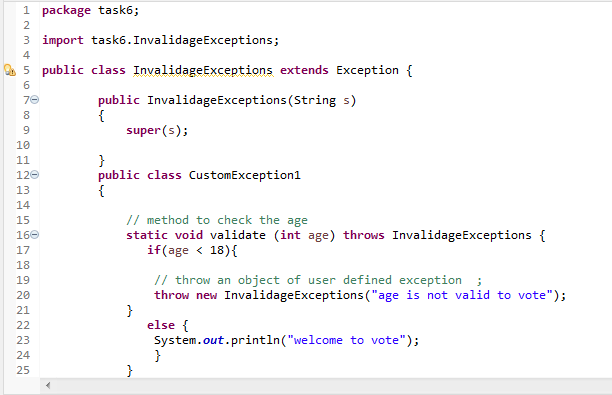 1 package task6;
2
3 import task6.InvalidageExceptions;
4
5 public class InvalidageExceptions extends Exception {
6
7 public InvalidageExceptions(String s)
8 {
9 super(s);
10
11 }
12 public class CustomException1
13 {
14
15 // method to check the age
16 static void validate (int age) throws InvalidageExceptions {
17 if(age < 18){
18
19 // throw an object of user defined exception ;
20 throw new InvalidageExceptions("age is not valid to vote");
21 }
22 else {
23 System.out.println("welcome to vote");
24 }
25 }